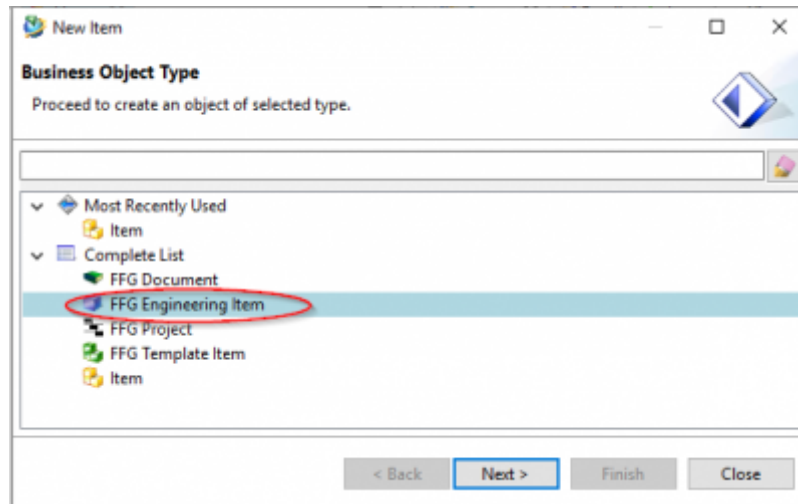 New Item
Business Object Type
Proceed to create an object of selected type.
Most Recently Used
Item
Complete List
FFG Document
FFG Engineering Item
FFG Project
FFG Template Item
Item
< Back Next > Finish Close